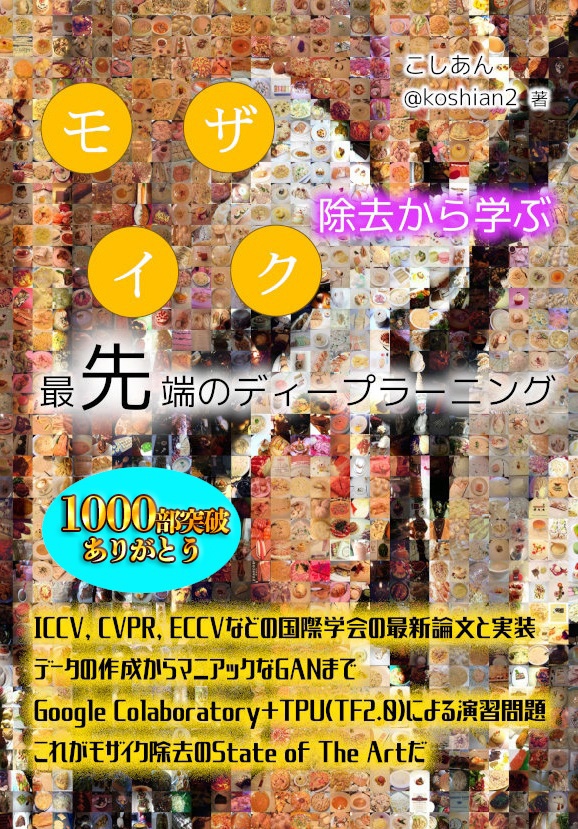 こしあん
@koshian2 著
モザ
イク
除去から学ぶ
最先端のディープラーニング
1000部突破
ありがとう
ICCV, CVPR, ECCVなどの国際学会の最新論文と実装
データの作成からマニアックなGANまで
Google Colaboratory+TPU(TF2.0)による演習問題
これがモザイク除去のState of The Artだ